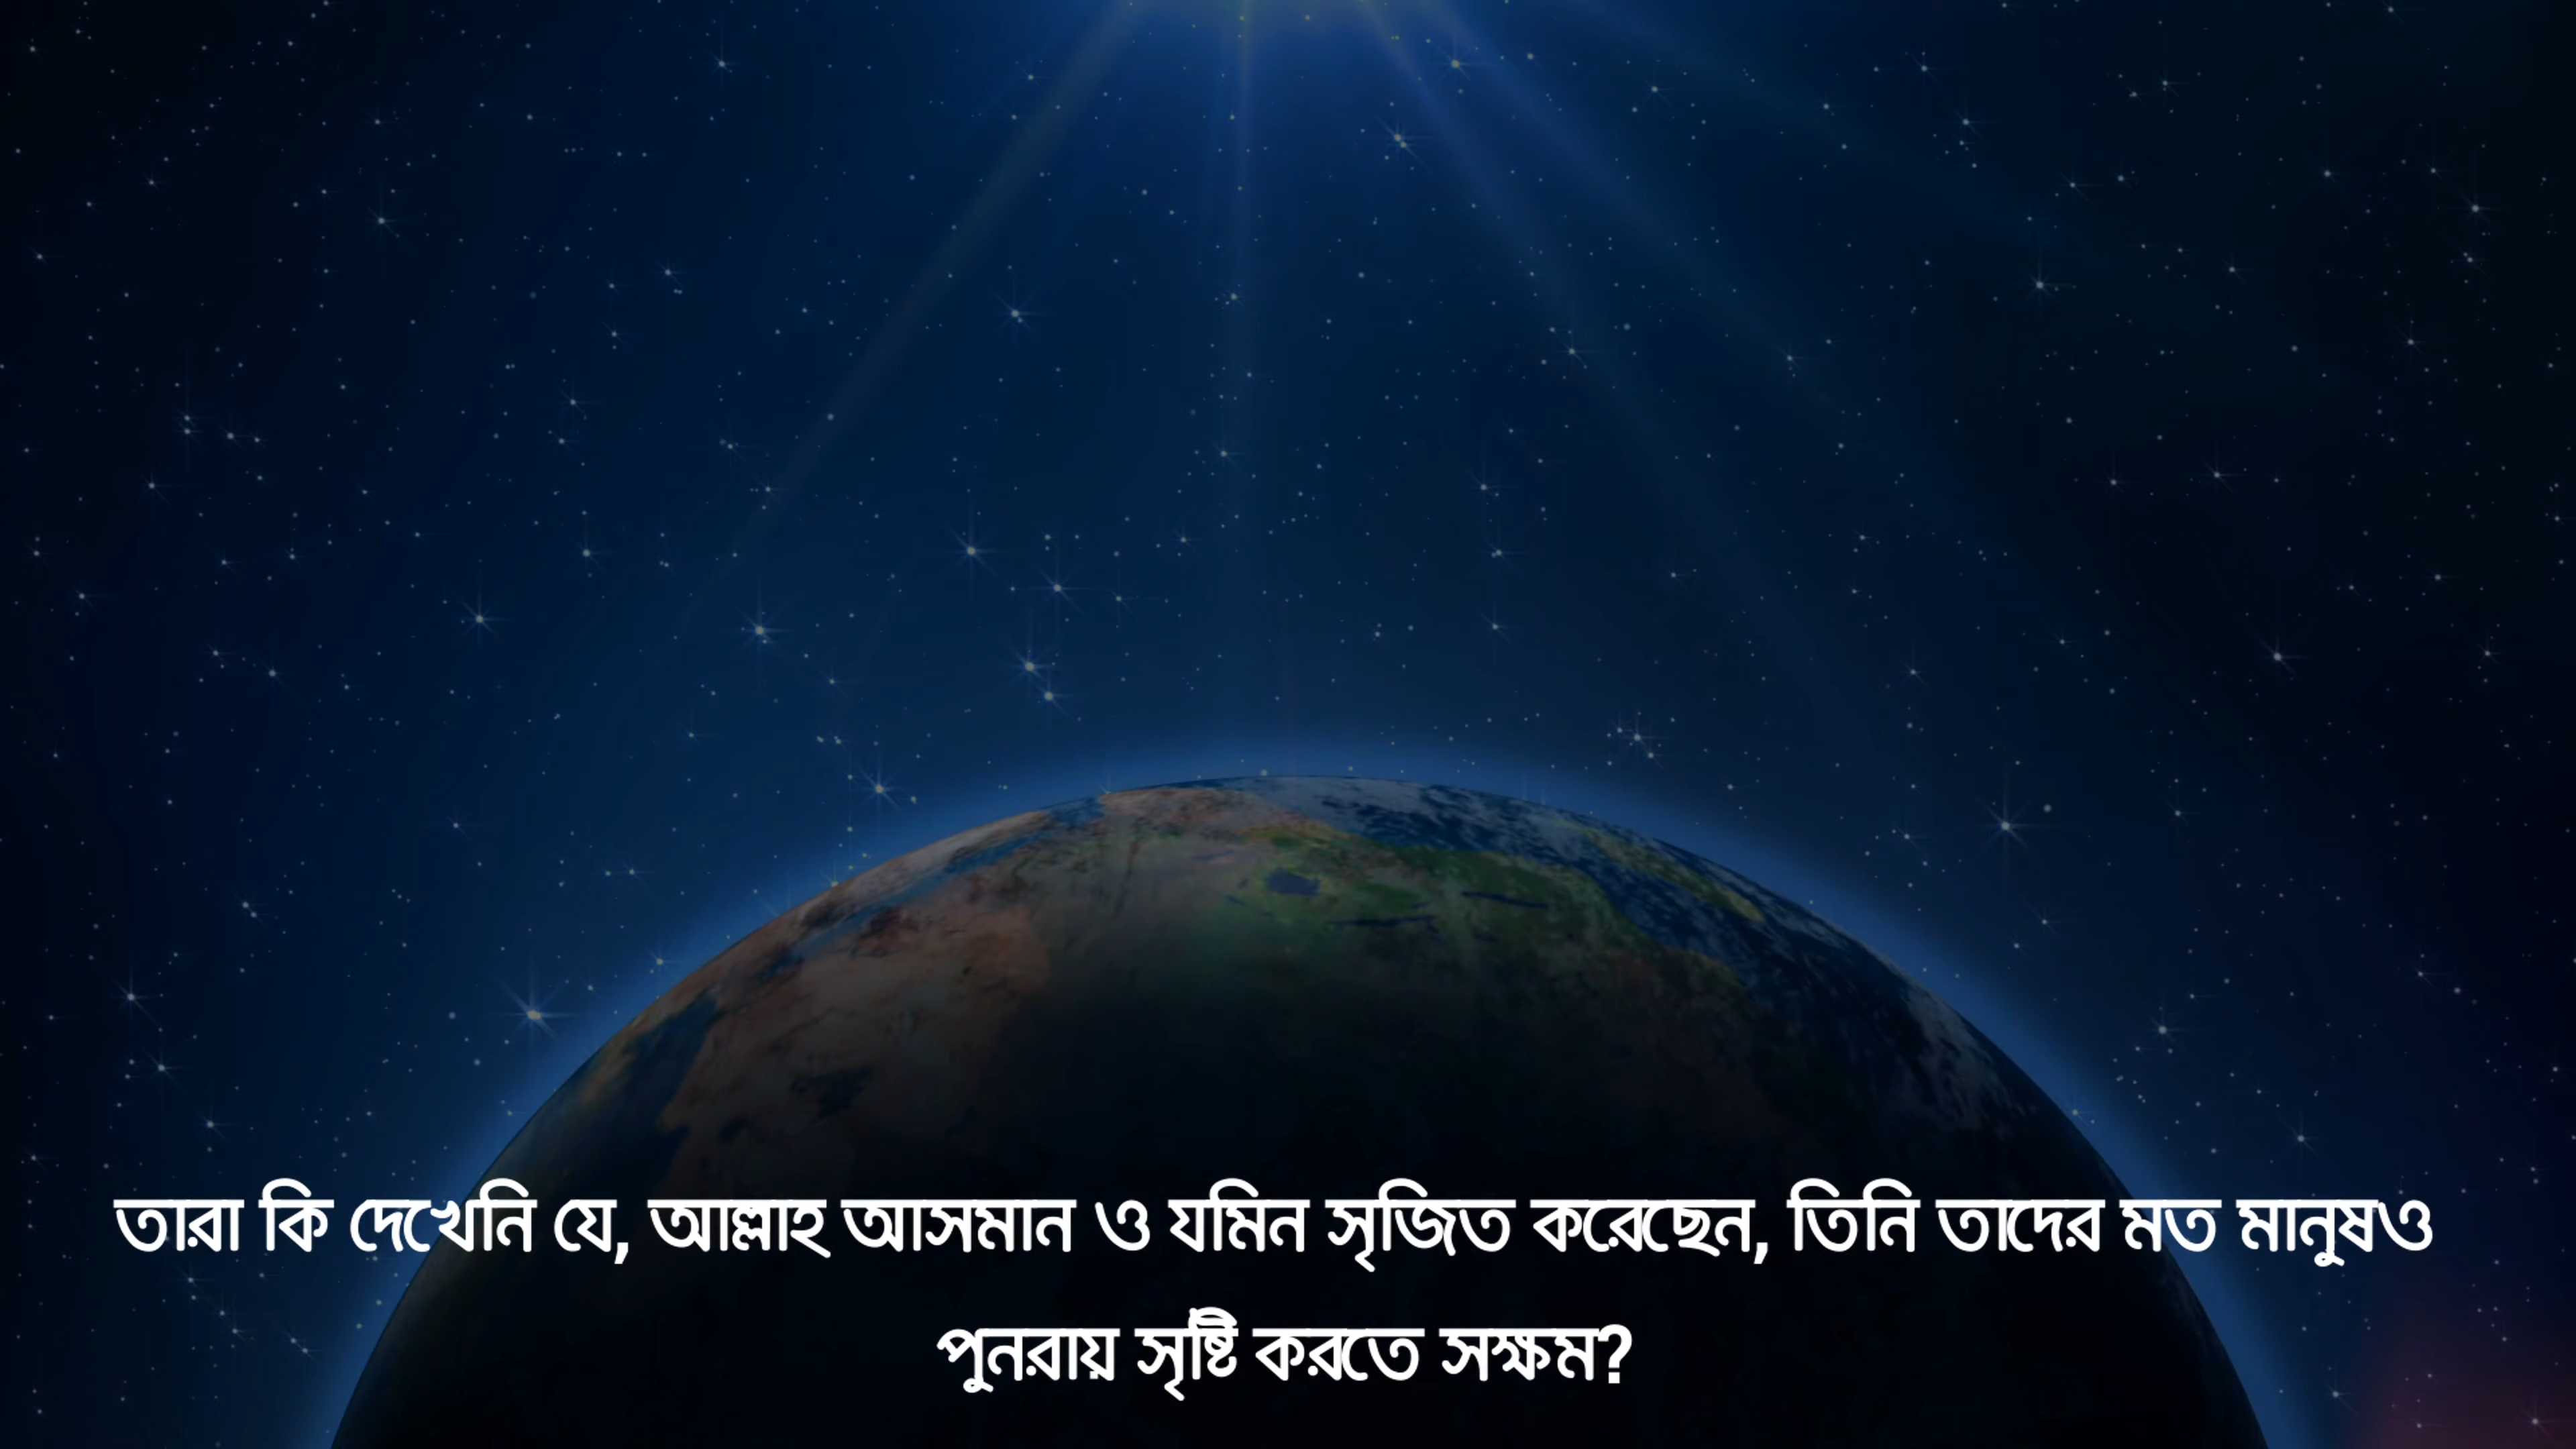 তারা কি দেখেনি যে, আল্লাহ আসমান ও যমিন সৃজিত করেছেন, তিনি তাদের মত মানুষও
পুনরায় সৃষ্টি করতে সক্ষম?